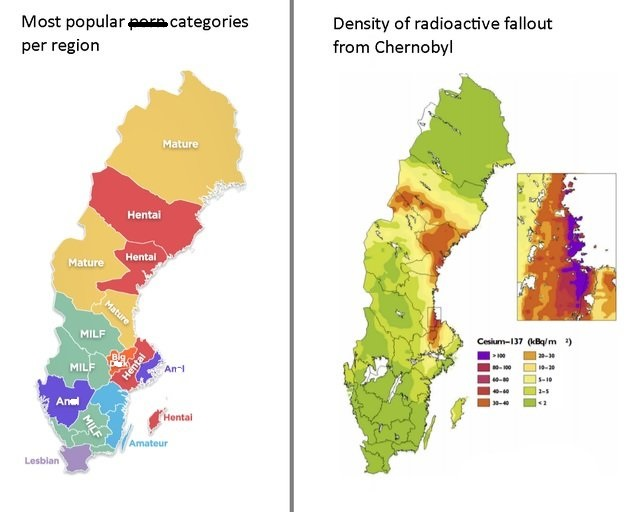 Most popular porn categories
per region
Mature
Hentai
Hentai
Mature
Mature
MILF
MILF
Big
Hentai
An-l
Anal
MILF
Hentai
Amateur
Lesbian
Density of radioactive fallout
from Chernobyl
Cesium-137 (kBq/m 2)
> 100
80-100
60-80
40-60
30-40
20-30
10-20
5-10
2-5
< 2